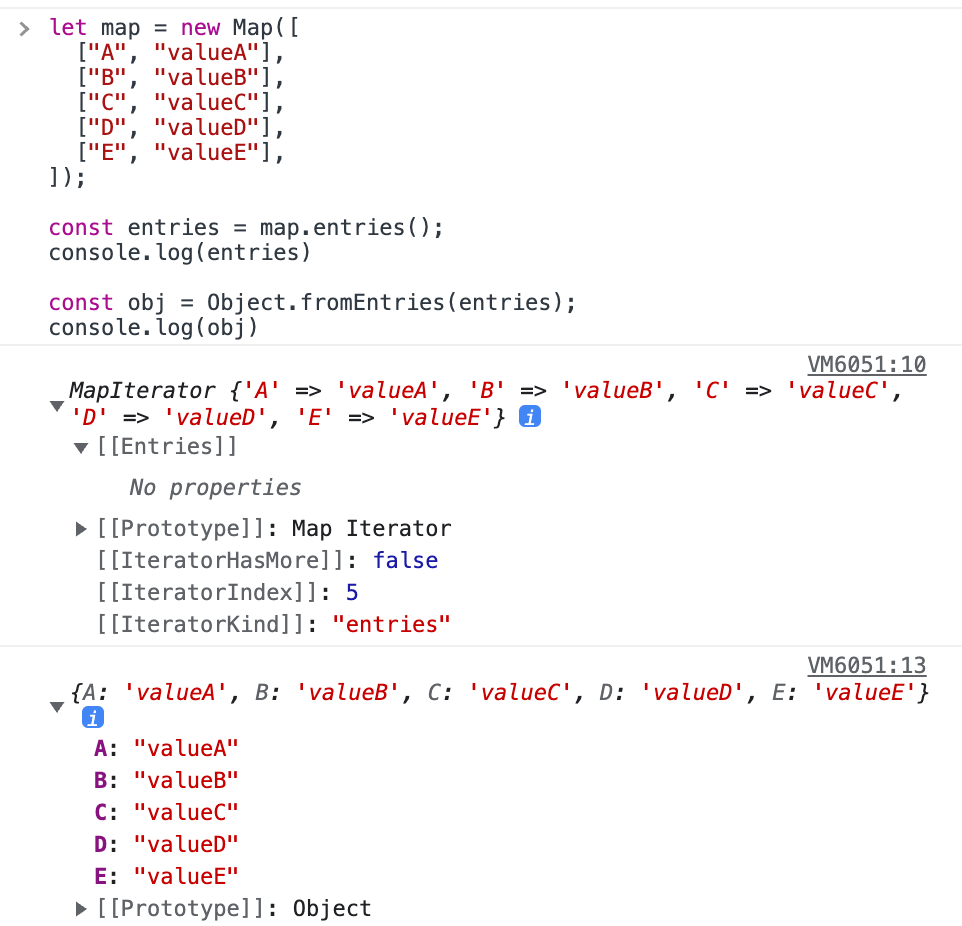 let map = new Map([
  ["A", "valueA"],
  ["B", "valueB"],
  ["C", "valueC"],
  ["D", "valueD"],
  ["E", "valueE"],
]);
const entries = map.entries();
console.log(entries)
const obj = Object.fromEntries(entries);
console.log(obj)
VM6051:10
MapIterator {'A' => 'valueA', 'B' => 'valueB', 'C' => 'valueC',
'D' => 'valueD', 'E' => 'valueE'} i
[[Entries]]
No properties
[[Prototype]]: Map Iterator
[[IteratorHasMore]]: false
[[IteratorIndex]]: 5
[[IteratorKind]]: "entries"
VM6051:13
{A: 'valueA', B: 'valueB', C: 'valueC', D: 'valueD', E: 'valueE'}
i
A: "valueA"
B: "valueB"
C: "valueC"
D: "valueD"
E: "valueE"
[[Prototype]]: Object